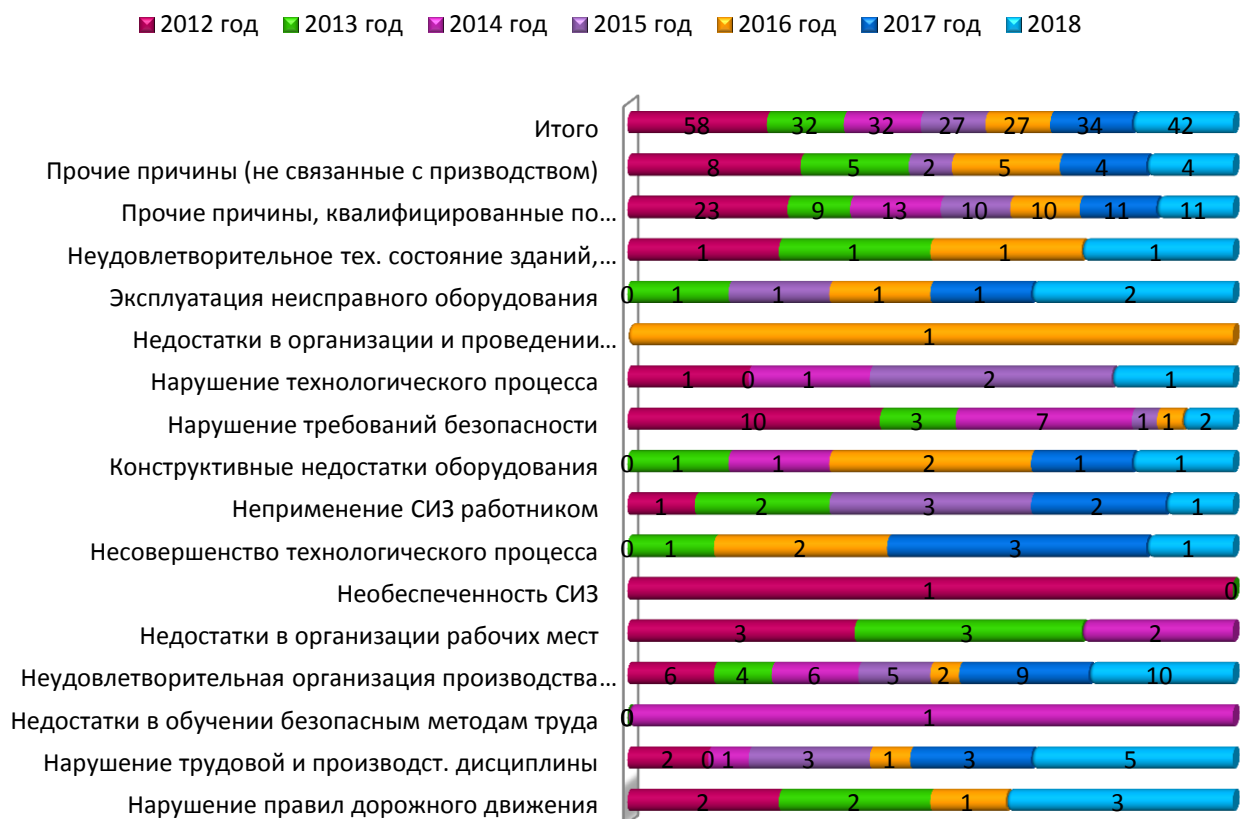 2012 год 2013 год 2014 год 2015 год 2016 год 2017 год 2018
Итого 58 32 32 27 27 34 42
Прочие причины (не связанные с призводством) 8 5 2 5 4 4
Прочие причины, квалифицированные по… 23 9 13 10 10 11 11
Неудовлетворительное тех. состояние зданий,… 1 1 1 1
Эксплуатация неисправного оборудования 0 1 1 1 1 2
Недостатки в организации и проведении… 1
Нарушение технологического процесса 1 0 1 2 1
Нарушение требований безопасности 10 3 7 1 1 2
Конструктивные недостатки оборудования 0 1 1 2 1 1
Неприменение СИЗ работником 1 2 3 2 1
Несовершенство технологического процесса 0 1 2 3 1
Необеспеченность СИЗ 1 0
Недостатки в организации рабочих мест 3 3 2
Неудовлетворительная организация производства… 6 4 6 5 2 9 10
Недостатки в обучении безопасным методам труда 0 1
Нарушение трудовой и производст. дисциплины 2 0 1 3 1 3 5
Нарушение правил дорожного движения 2 2 1 3